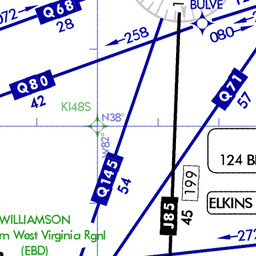 072
Q68
28
BULVE
258
080
Q80
42
Q71
57
KI48S
N38°
W82°
Q145
54
124 B
199
J85
45
ELKINS
WILLIAMSON
m West Virginia Rgnl
(EBD)
272